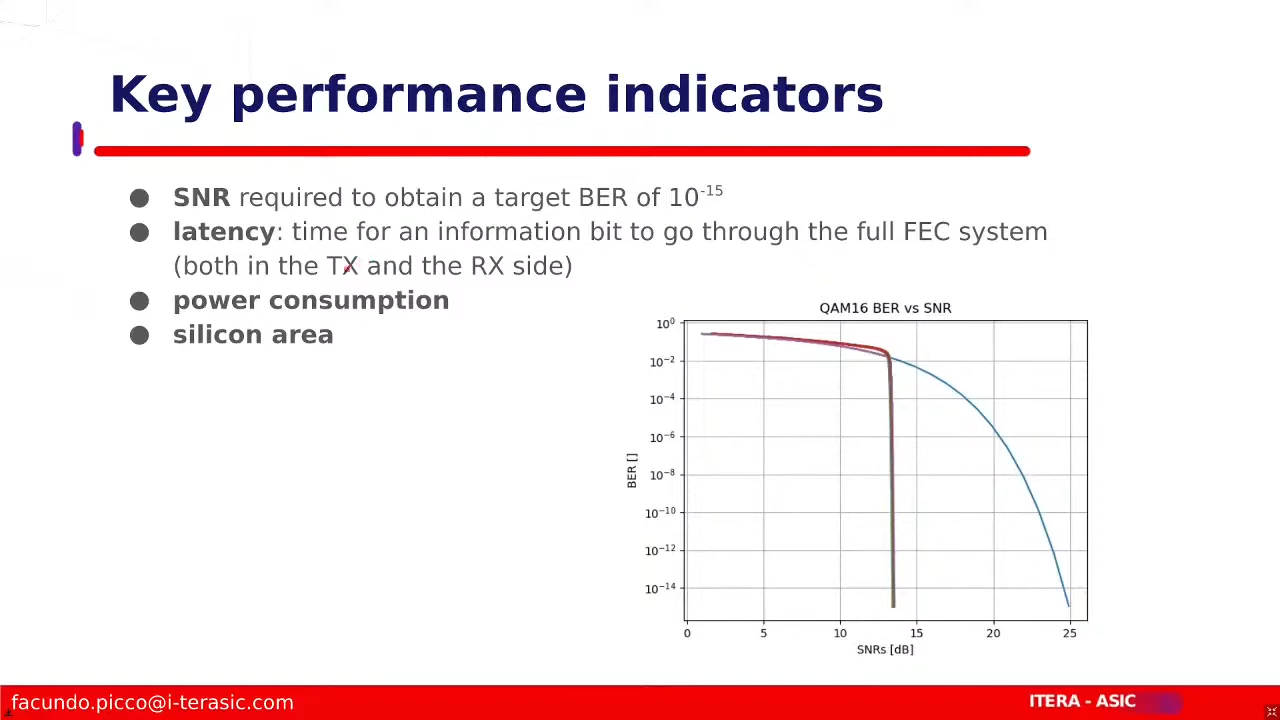 Key performance indicators
● SNR required to obtain a target BER of 10⁻¹⁵
● latency: time for an information bit to go through the full FEC system
(both in the TX and the RX side)
● power consumption
● silicon area
QAM16 BER vs SNR
10⁰
10⁻²
10⁻⁴
10⁻⁶
10⁻⁸
10⁻¹⁰
10⁻¹²
10⁻¹⁴
BER []
0 5 10 15 20 25
SNRs [dB]
facundo.picco@i-terasic.com
ITERA - ASIC